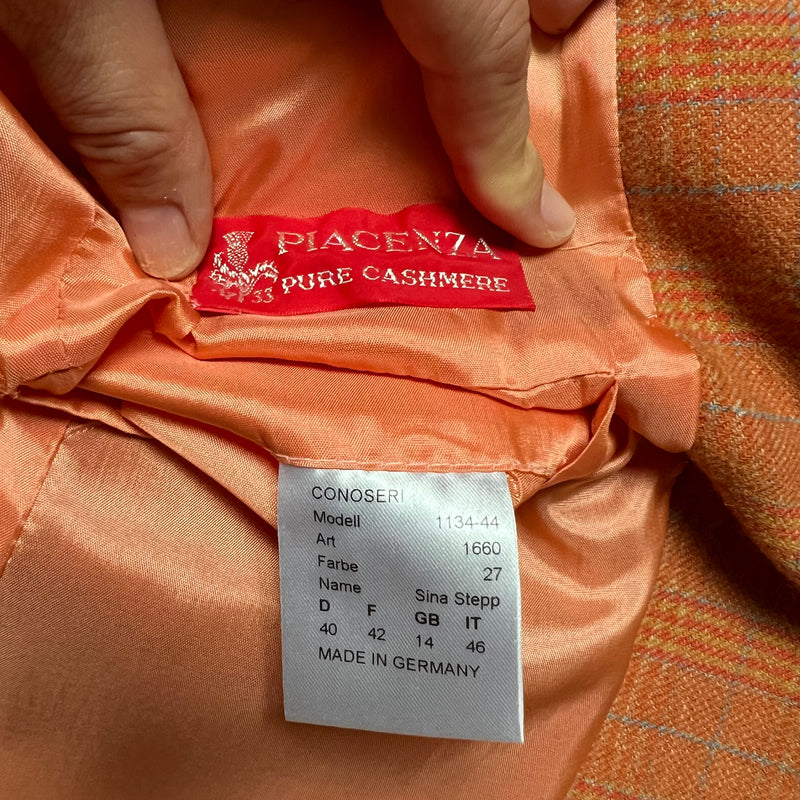 PIACENZA
33 PURE CASHMERE
CONOSERI
Modell 1134-44
Art 1660
Farbe 27
Name Sina Stepp
D F GB IT
40 42 14 46
MADE IN GERMANY